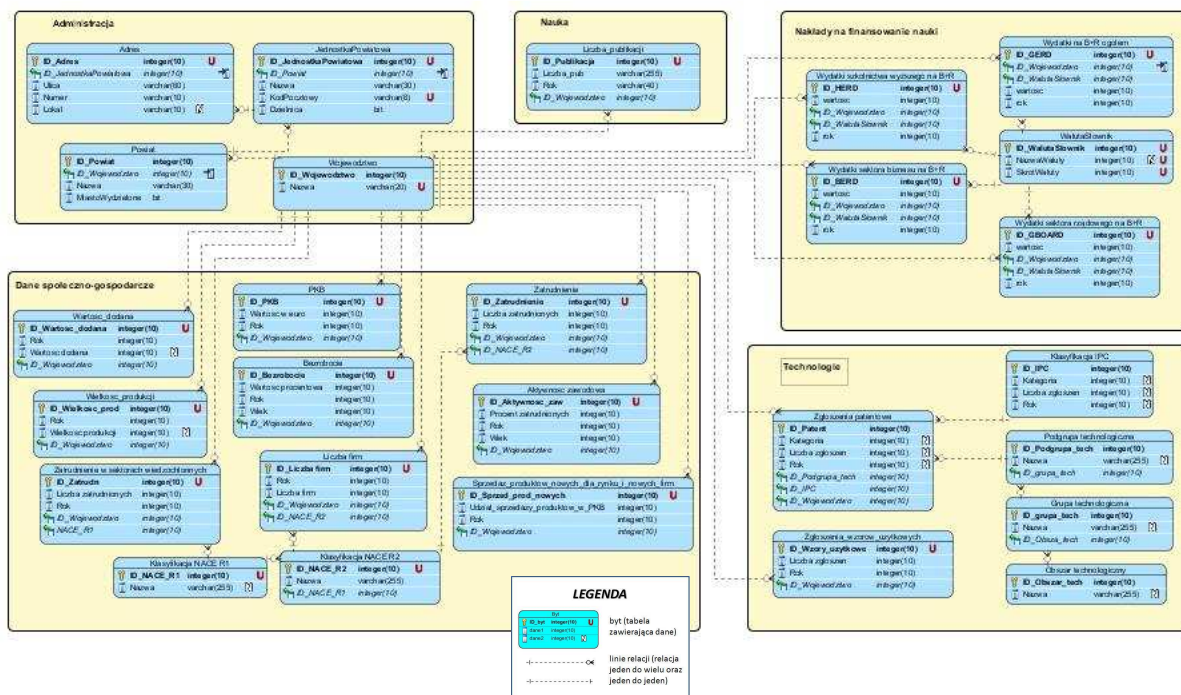 Administracja
Adres
ID_Adres integer(10) U
ID_JednostkaPowiatowa integer(10)
Ulica varchar(80)
Numer varchar(10)
Lokal varchar(10) N
JednostkaPowiatowa
ID_JednostkaPowiatowa integer(10) U
ID_Powiat integer(10)
Nazwa varchar(30)
KodPocztowy varchar(6) U
Dzielnica bit
Powiat
ID_Powiat integer(10)
ID_Wojewodztwo integer(10)
Nazwa varchar(30)
MiastoWydzielone bit
Wojewodztwo
ID_Wojewodztwo integer(10)
Nazwa varchar(20) U
Nauka
Liczba_publikacji
ID_Publikacja integer(10) U
Liczba_pub varchar(255)
Rok varchar(40)
ID_Wojewodztwo integer(10)
Nakłady na finansowanie nauki
Wydatki szkolnictwa wyższego na B+R
ID_HERD integer(10) U
wartosc integer(10)
ID_Wojewodztwo integer(10)
ID_WalutaSlownik integer(10)
rok integer(10)
Wydatki sektora biznesu na B+R
ID_BERD integer(10) U
wartosc integer(10)
ID_Wojewodztwo integer(10)
ID_WalutaSlownik integer(10)
rok integer(10)
Wydatki na B+R ogółem
ID_GERD integer(10) U
ID_Wojewodztwo integer(10)
ID_WalutaSlownik integer(10)
wartosc integer(10)
rok integer(10)
WalutaSlownik
ID_WalutaSlownik integer(10) U
NazwaWaluty integer(10) N U
SkrotWaluty integer(10) U
Wydatki sektora rządowego na B+R
ID_GBOARD integer(10) U
wartosc integer(10)
ID_Wojewodztwo integer(10)
ID_WalutaSlownik integer(10)
rok integer(10)
Dane społeczno-gospodarcze
Wartosc_dodana
ID_Wartosc_dodana integer(10) U
Rok integer(10)
Wartosc dodana integer(10) N
ID_Wojewodztwo integer(10)
Wielkosc_produkcji
ID_Wielkosc_prod integer(10) U
Rok integer(10)
Wielkosc produkcji integer(10) N
ID_Wojewodztwo integer(10)
Zatrudnienie w sektorach wiedzochłonnych
ID_Zatrudn integer(10) U
Liczba zatrudnionych integer(10)
Rok integer(10)
ID_Wojewodztwo integer(10)
NACE_R1 integer(10)
Klasyfikacja NACE R1
ID_NACE_R1 integer(10) U
Nazwa varchar(255) N
PKB
ID_PKB integer(10) U
Wartosc w euro integer(10)
Rok integer(10)
ID_Wojewodztwo integer(10)
Bezrobocie
ID_Bezrobocie integer(10) U
Wartosc procentowa integer(10)
Rok integer(10)
Wiek integer(10)
ID_Wojewodztwo integer(10)
Liczba firm
ID_Liczba firm integer(10) U
Rok integer(10)
Liczba firm integer(10)
ID_Wojewodztwo integer(10)
ID_NACE_R2 integer(10)
Klasyfikacja NACE R2
ID_NACE_R2 integer(10) U
Nazwa varchar(255)
ID_NACE_R1 integer(10)
Zatrudnienie
ID_Zatrudnienie integer(10) U
Liczba zatrudnionych integer(10)
Rok integer(10)
ID_Wojewodztwo integer(10)
ID_NACE_R2 integer(10)
Aktywnosc zawodowa
ID_Aktywnosc_zaw integer(10) U
Procent zatrudnionych integer(10)
Rok integer(10)
Wiek integer(10)
ID_Wojewodztwo integer(10)
Sprzedaz_produktow_nowych_dla_rynku_i_nowych_firm
ID_Sprzed_prod_nowych integer(10) U
Udzial_sprzedazy_produktow_w_PKB integer(10)
Rok integer(10)
ID_Wojewodztwo integer(10)
Technologie
Zgloszenia patentowe
ID_Patent integer(10)
Kategoria integer(10) N
Liczba zgloszen integer(10) N
Rok integer(10) N
ID_Podgrupa_tech integer(10)
ID_IPC integer(10)
ID_Wojewodztwo integer(10)
Zgloszenia_wzorow_uzytkowych
ID_Wzory_uzytkowe integer(10) U
Liczba zgloszen integer(10)
Rok integer(10)
ID_Wojewodztwo integer(10)
Klasyfikacja IPC
ID_IPC integer(10)
Kategoria integer(10) N
Liczba zgloszen integer(10) N
Rok integer(10) N
Podgrupa technologiczna
ID_Podgrupa_tech integer(10)
Nazwa varchar(255) N
ID_grupa_tech integer(10)
Grupa technologiczna
ID_grupa_tech integer(10)
Nazwa varchar(255) N
ID_Obszar_tech integer(10)
Obszar technologiczny
ID_Obszar_tech integer(10)
Nazwa varchar(255) N
LEGENDA
Byt
ID_byt integer(10) U
dane1 integer(10)
dane2 integer(10) N
byt (tabela
zawierająca dane)
linie relacji (relacja
jeden do wielu oraz
jeden do jeden)